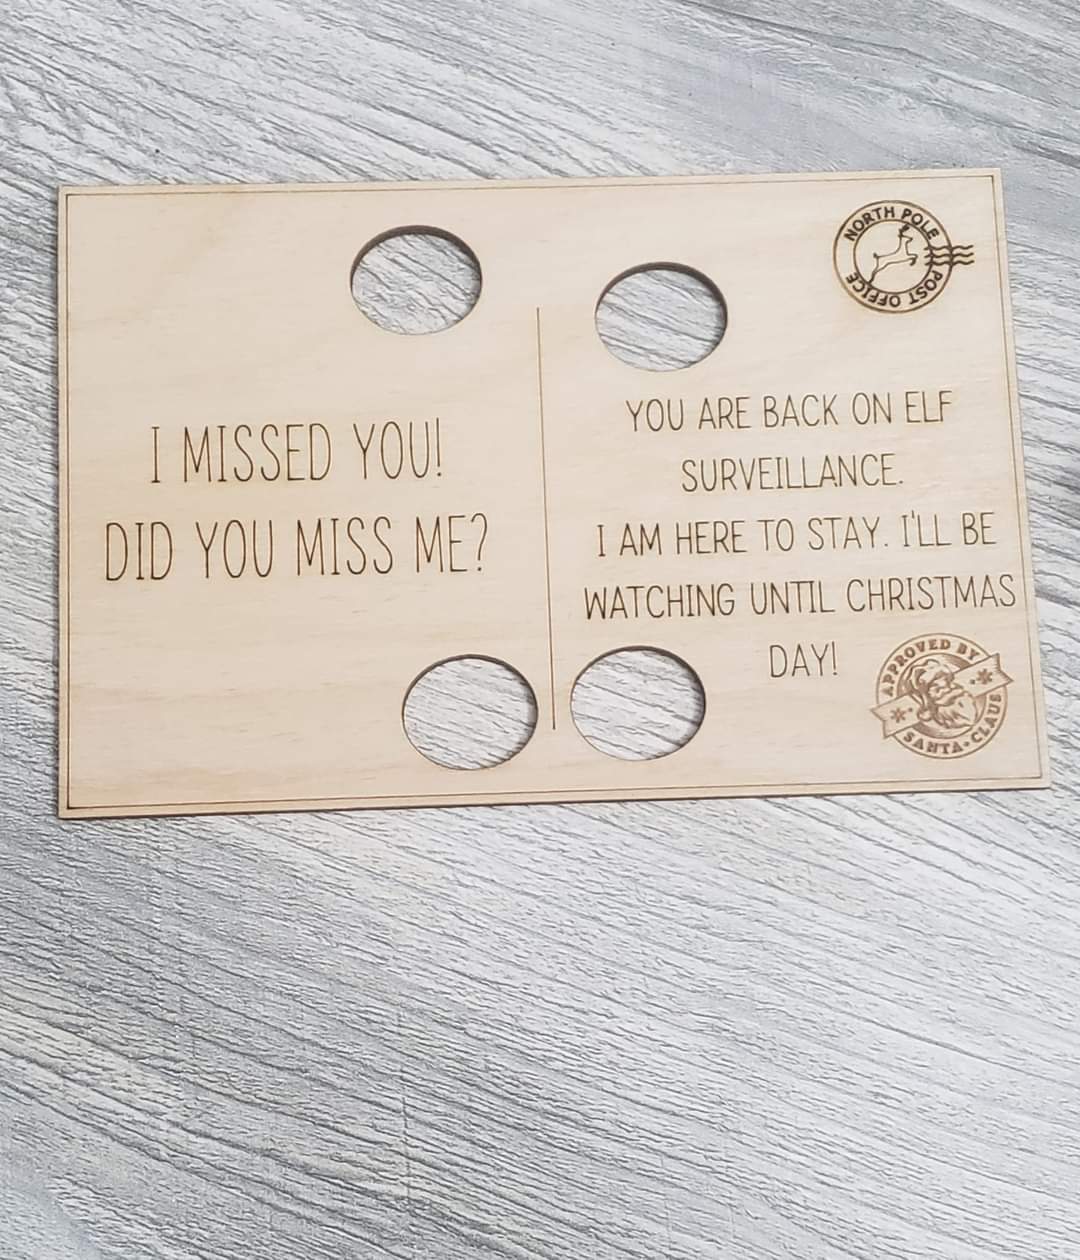 I MISSED YOU!
DID YOU MISS ME?
NORTH POLE
POST OFFICE
YOU ARE BACK ON ELF
SURVEILLANCE.
I AM HERE TO STAY. I'LL BE
WATCHING UNTIL CHRISTMAS
DAY!
APPROVED BY
SANTA CLAUS